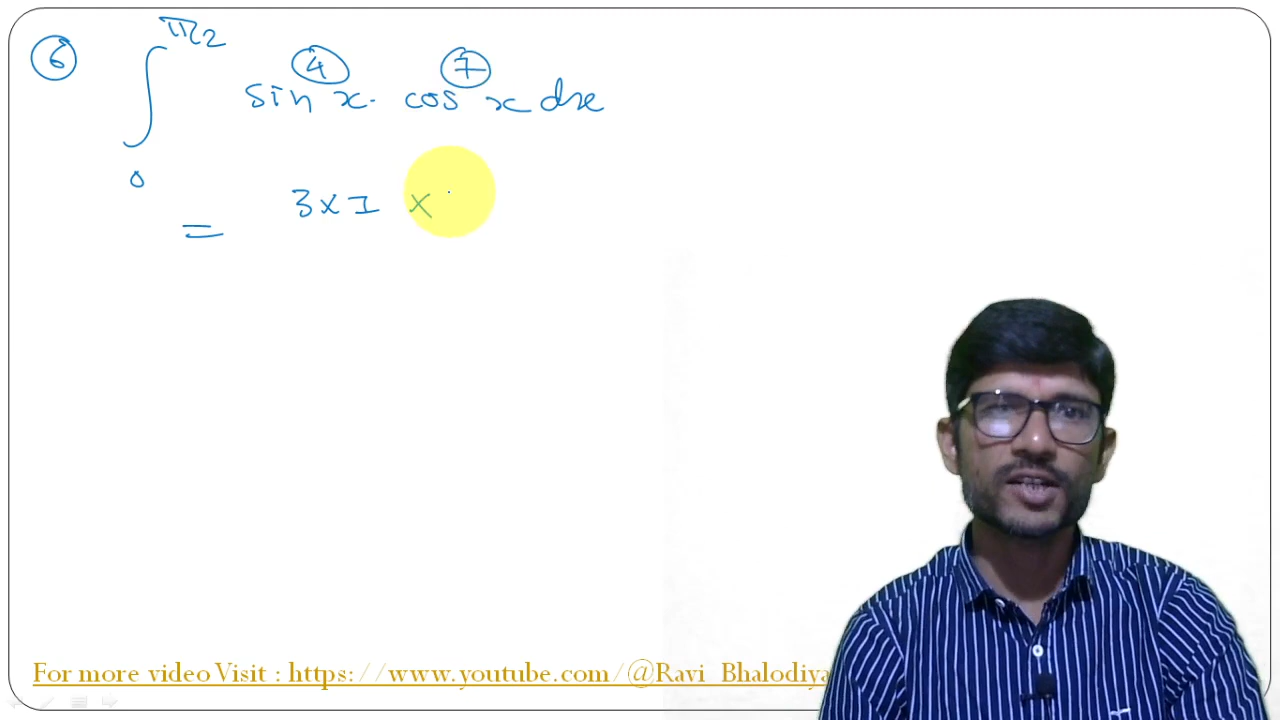 6 ∫₀^π/2 sin⁴x · cos⁷x dx
= 3 × 1 ×
For more video Visit : https://www.youtube.com/@Ravi_Bhalodiya